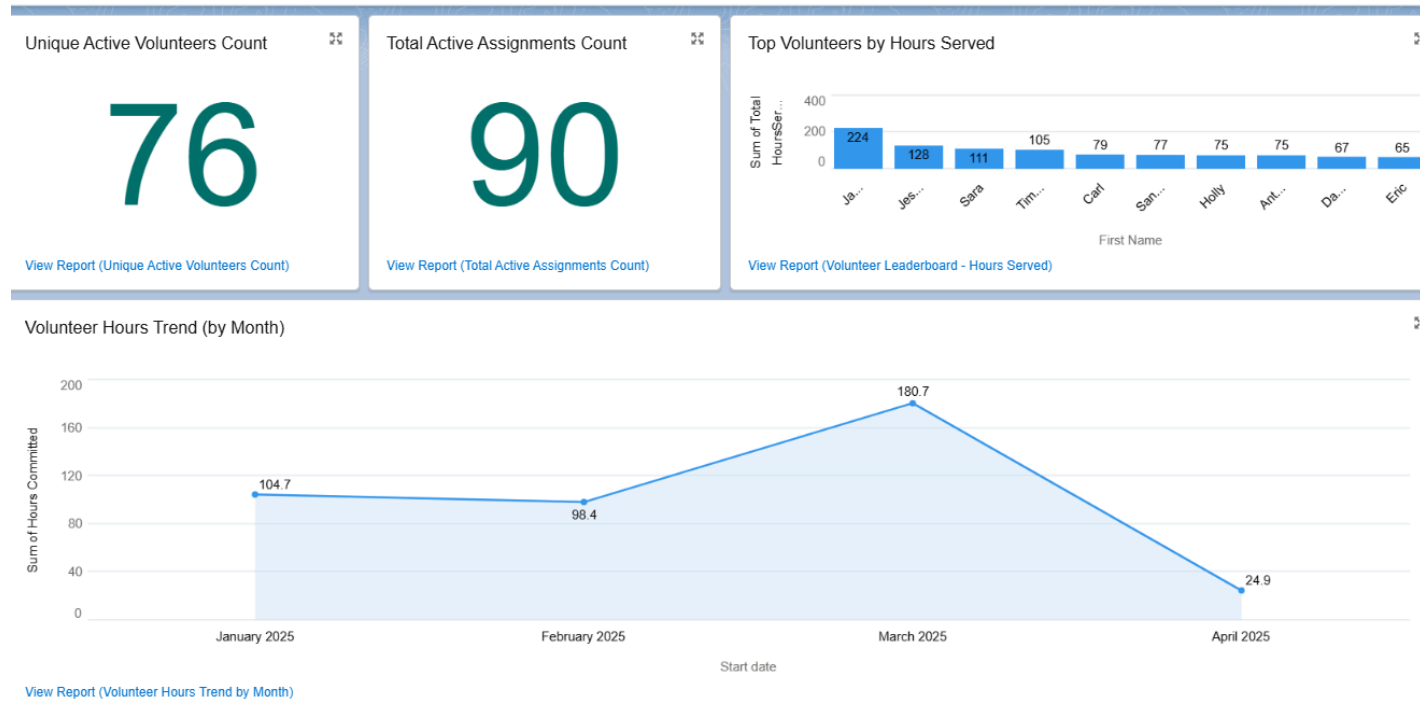 Unique Active Volunteers Count
76
View Report (Unique Active Volunteers Count)
Total Active Assignments Count
90
View Report (Total Active Assignments Count)
Top Volunteers by Hours Served
Sum of Total
HoursSer...
400
200
0
224
128
111
105
79
77
75
75
67
65
Ja...
Jes...
Sara
Tim...
Carl
San...
Holly
Ant...
Da...
Eric
First Name
View Report (Volunteer Leaderboard - Hours Served)
Volunteer Hours Trend (by Month)
Sum of Hours Committed
200
160
120
80
40
0
104.7
98.4
180.7
24.9
January 2025
February 2025
March 2025
April 2025
Start date
View Report (Volunteer Hours Trend by Month)